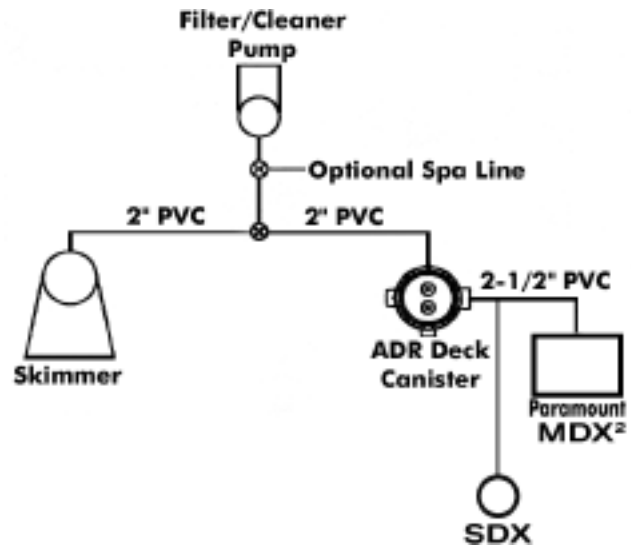 Filter/Cleaner
Pump
Optional Spa Line
2" PVC
2" PVC
2-1/2" PVC
ADR Deck
Canister
Skimmer
Paramount
MDX²
SDX